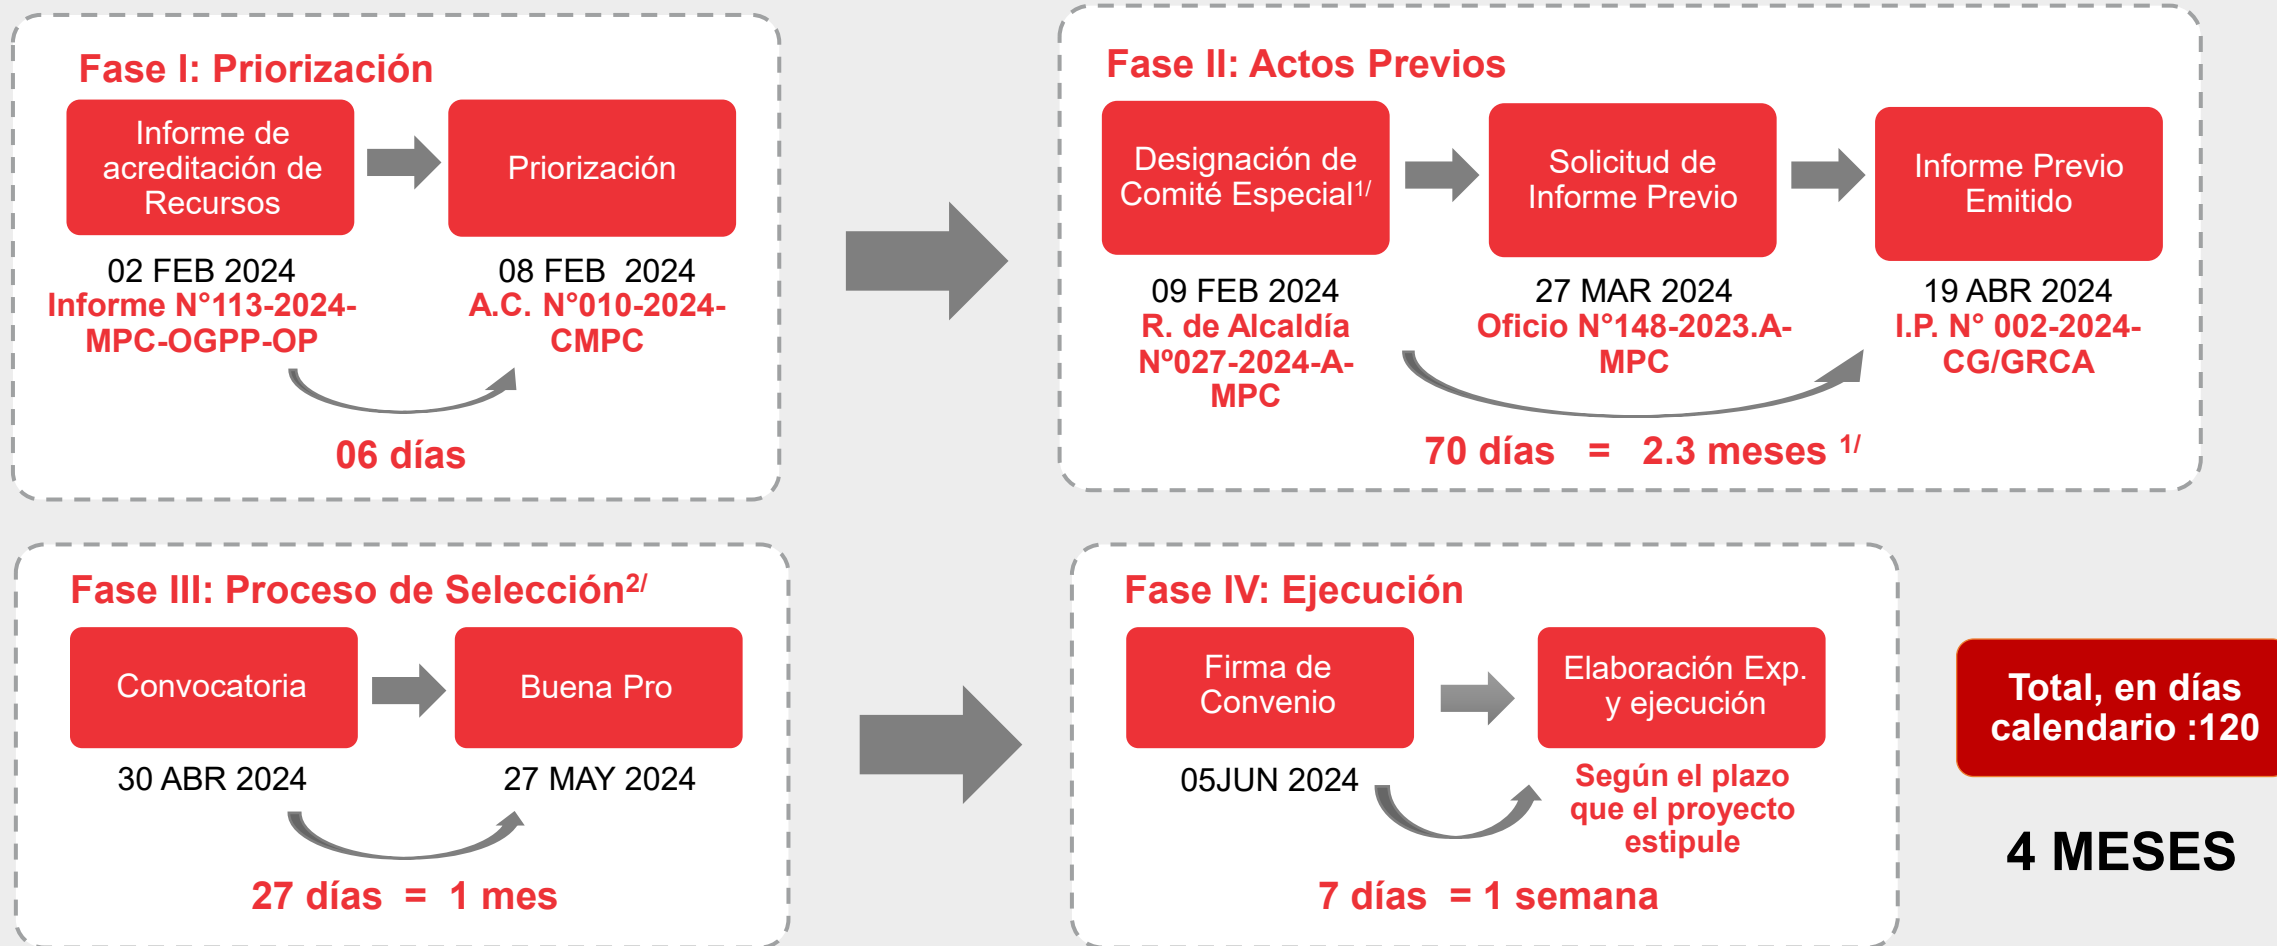 Fase I: Priorización
Informe de
acreditación de
Recursos
Priorización
02 FEB 2024
Informe N°113-2024-
MPC-OGPP-OP
08 FEB  2024
A.C. N°010-2024-
CMPC
06 días
Fase II: Actos Previos
Designación de
Comité Especial1/
Solicitud de
Informe Previo
Informe Previo
Emitido
09 FEB 2024
R. de Alcaldía
Nº027-2024-A-
MPC
27 MAR 2024
Oficio N°148-2023.A-
MPC
19 ABR 2024
I.P. N° 002-2024-
CG/GRCA
70 días  =  2.3 meses 1/
Fase III: Proceso de Selección2/
Convocatoria
Buena Pro
30 ABR 2024
27 MAY 2024
27 días  =  1 mes
Fase IV: Ejecución
Firma de
Convenio
Elaboración Exp.
y ejecución
05JUN 2024
Según el plazo
que el proyecto
estipule
7 días  = 1 semana
Total, en días
calendario :120
4 MESES